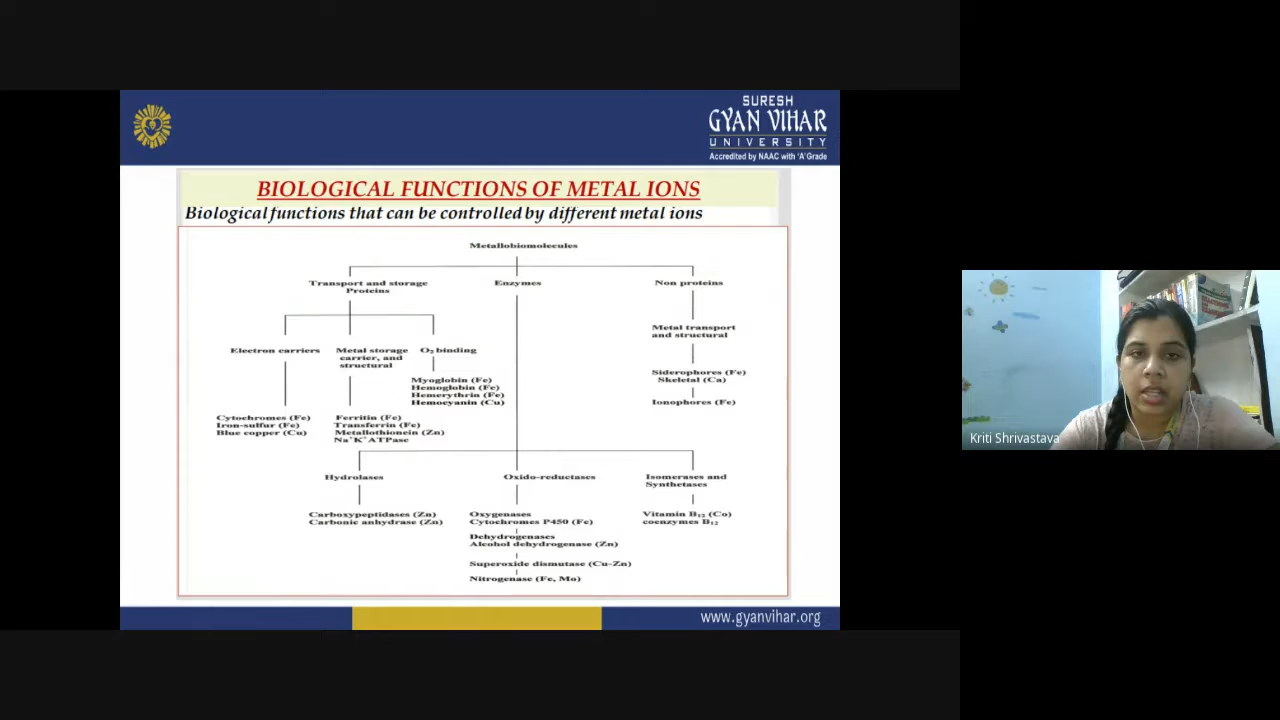 SURESH
GYAN VIHAR
UNIVERSITY
Accredited by NAAC with 'A' Grade
BIOLOGICAL FUNCTIONS OF METAL IONS
Biological functions that can be controlled by different metal ions
Metallobiomolecules
Transport and storage
Proteins
Enzymes
Non proteins
Metal transport
and structural
Electron carriers
Metal storage
carrier, and
structural
O₂ binding
Siderophores (Fe)
Skeletal (Ca)
Myoglobin (Fe)
Hemoglobin (Fe)
Hemerythrin (Fe)
Hemocyanin (Cu)
Ionophores (Fe)
Cytochromes (Fe)
Iron-sulfur (Fe)
Blue copper (Cu)
Ferritin (Fe)
Transferrin (Fe)
Metallothionein (Zn)
Na⁺K⁺ATPase
Kriti Shrivastava
Hydrolases
Oxido-reductases
Isomerases and
Synthetases
Carboxypeptidases (Zn)
Carbonic anhydrase (Zn)
Oxygenases
Cytochromes P450 (Fe)
Vitamin B₁₂ (Co)
coenzymes B₁₂
Dehydrogenases
Alcohol dehydrogenase (Zn)
Superoxide dismutase (Cu-Zn)
Nitrogenase (Fe, Mo)
www.gyanvihar.org